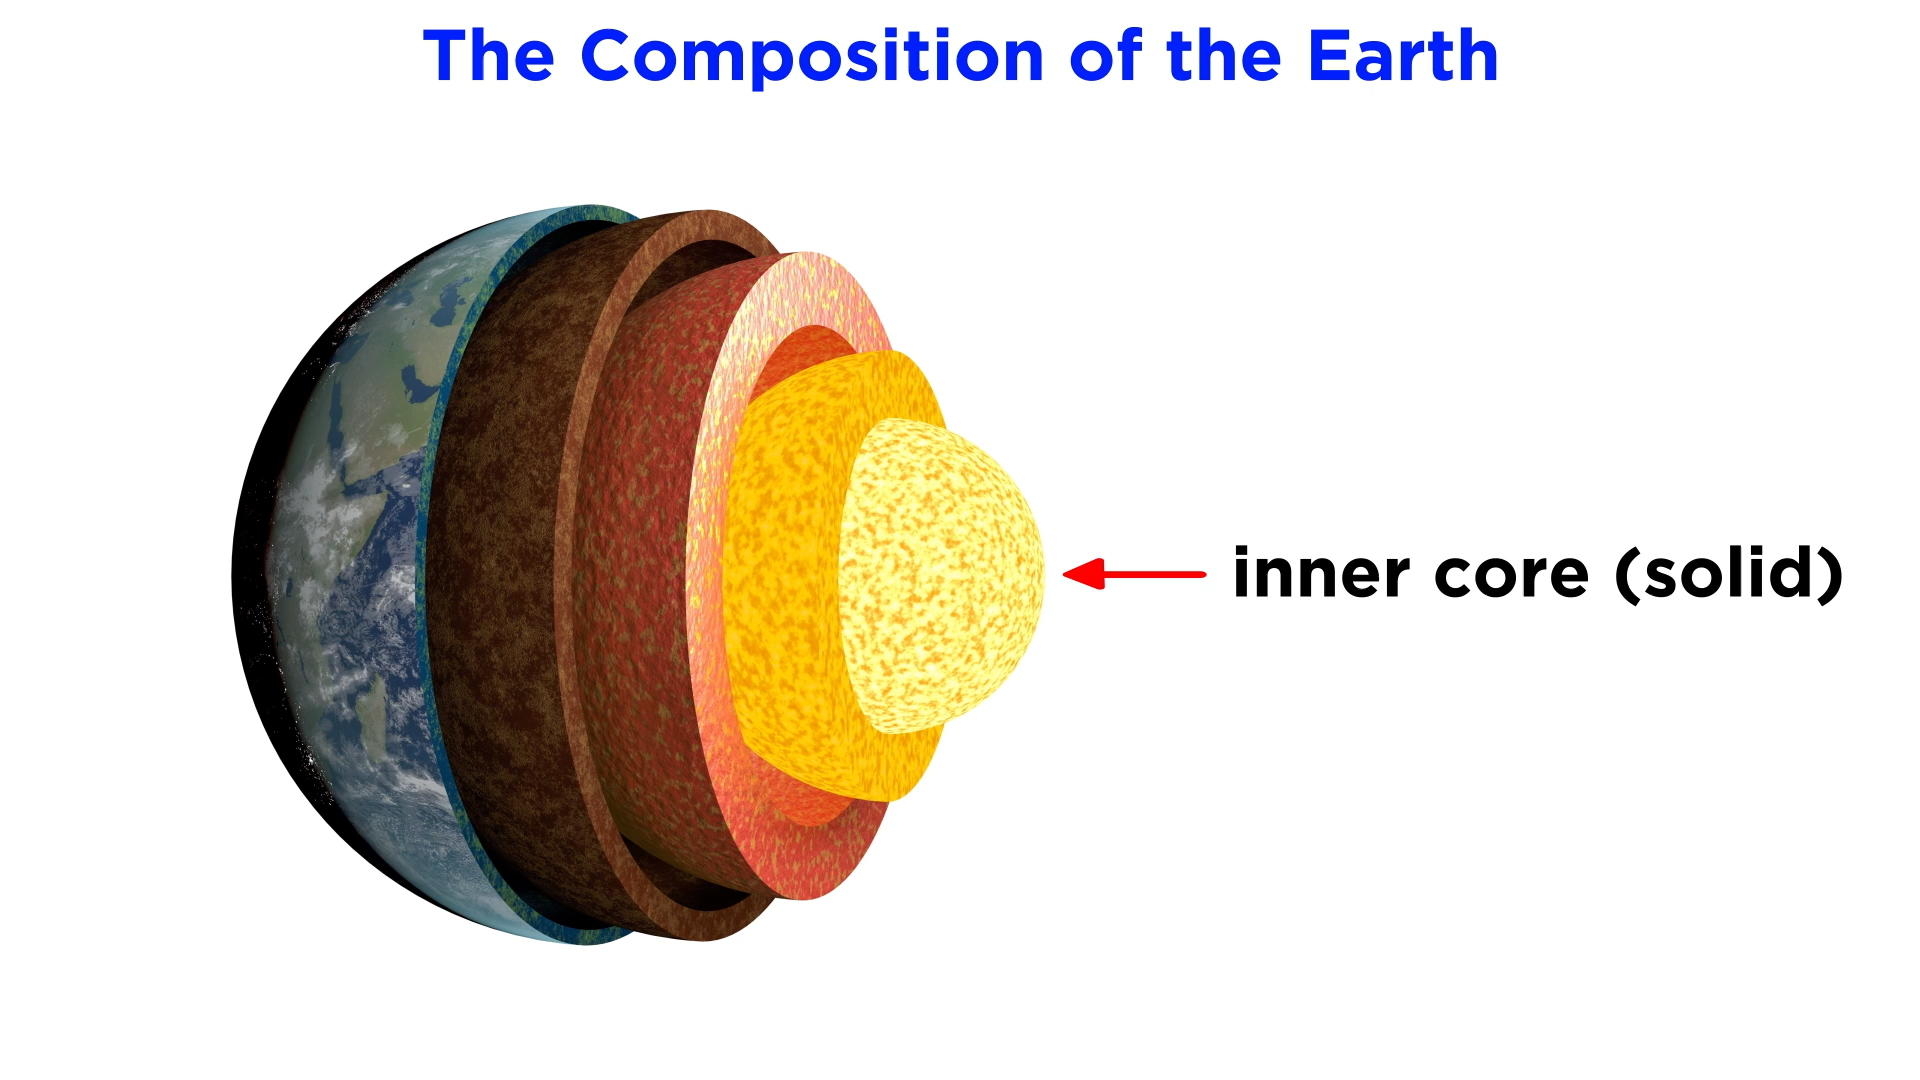 The Composition of the Earth
inner core (solid)